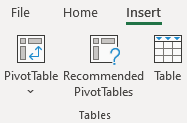 File Home Insert
PivotTable Recommended Table
PivotTables
Tables